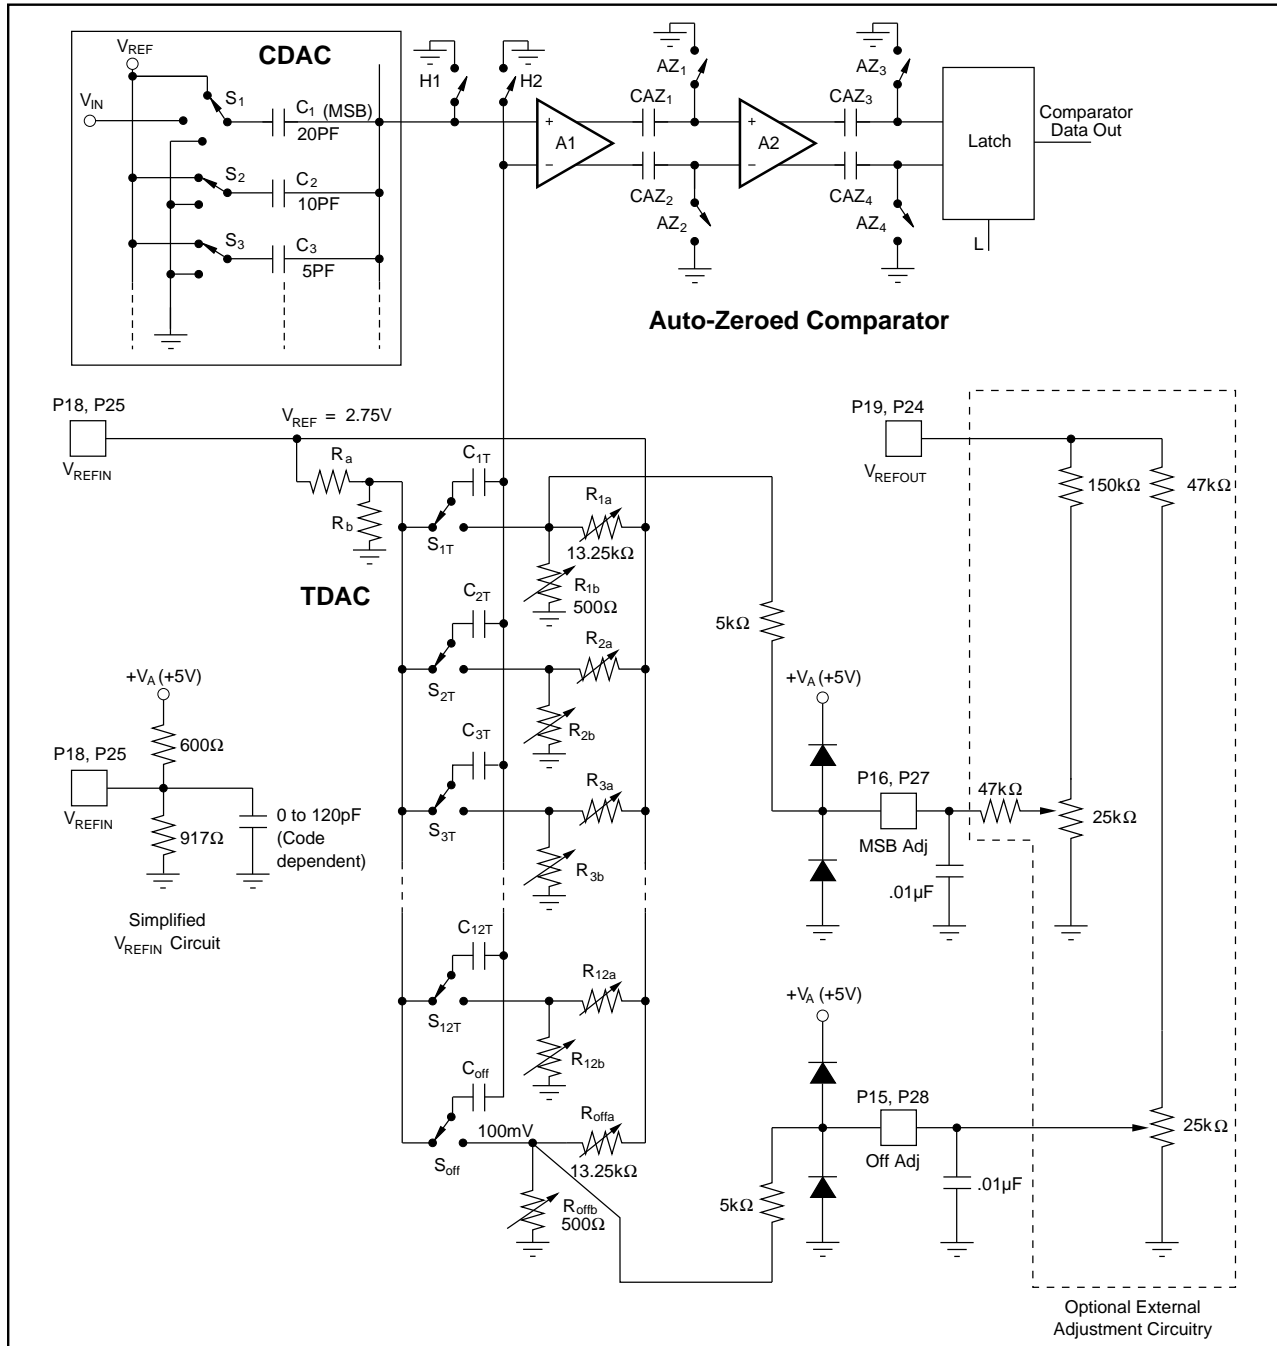 V_REF
CDAC
V_IN
S_1
C_1 (MSB)
20PF
S_2
C_2
10PF
S_3
C_3
5PF
H1
H2
+
A1
−
CAZ_1
CAZ_2
AZ_1
AZ_2
+
A2
−
CAZ_3
CAZ_4
AZ_3
AZ_4
Latch
L
Comparator
Data Out
Auto-Zeroed Comparator
P18, P25
V_REFIN
V_REF = 2.75V
R_a
R_b
TDAC
C_1T
S_1T
R_1a
13.25kΩ
R_1b
500Ω
C_2T
S_2T
R_2a
R_2b
C_3T
S_3T
R_3a
R_3b
C_12T
S_12T
R_12a
R_12b
C_off
S_off
100mV
R_offa
13.25kΩ
R_offb
500Ω
+V_A (+5V)
600Ω
P18, P25
V_REFIN
917Ω
0 to 120pF
(Code
dependent)
Simplified
V_REFIN Circuit
5kΩ
+V_A (+5V)
P16, P27
MSB Adj
.01µF
47kΩ
25kΩ
P19, P24
V_REFOUT
150kΩ
47kΩ
5kΩ
+V_A (+5V)
P15, P28
Off Adj
.01µF
25kΩ
Optional External
Adjustment Circuitry